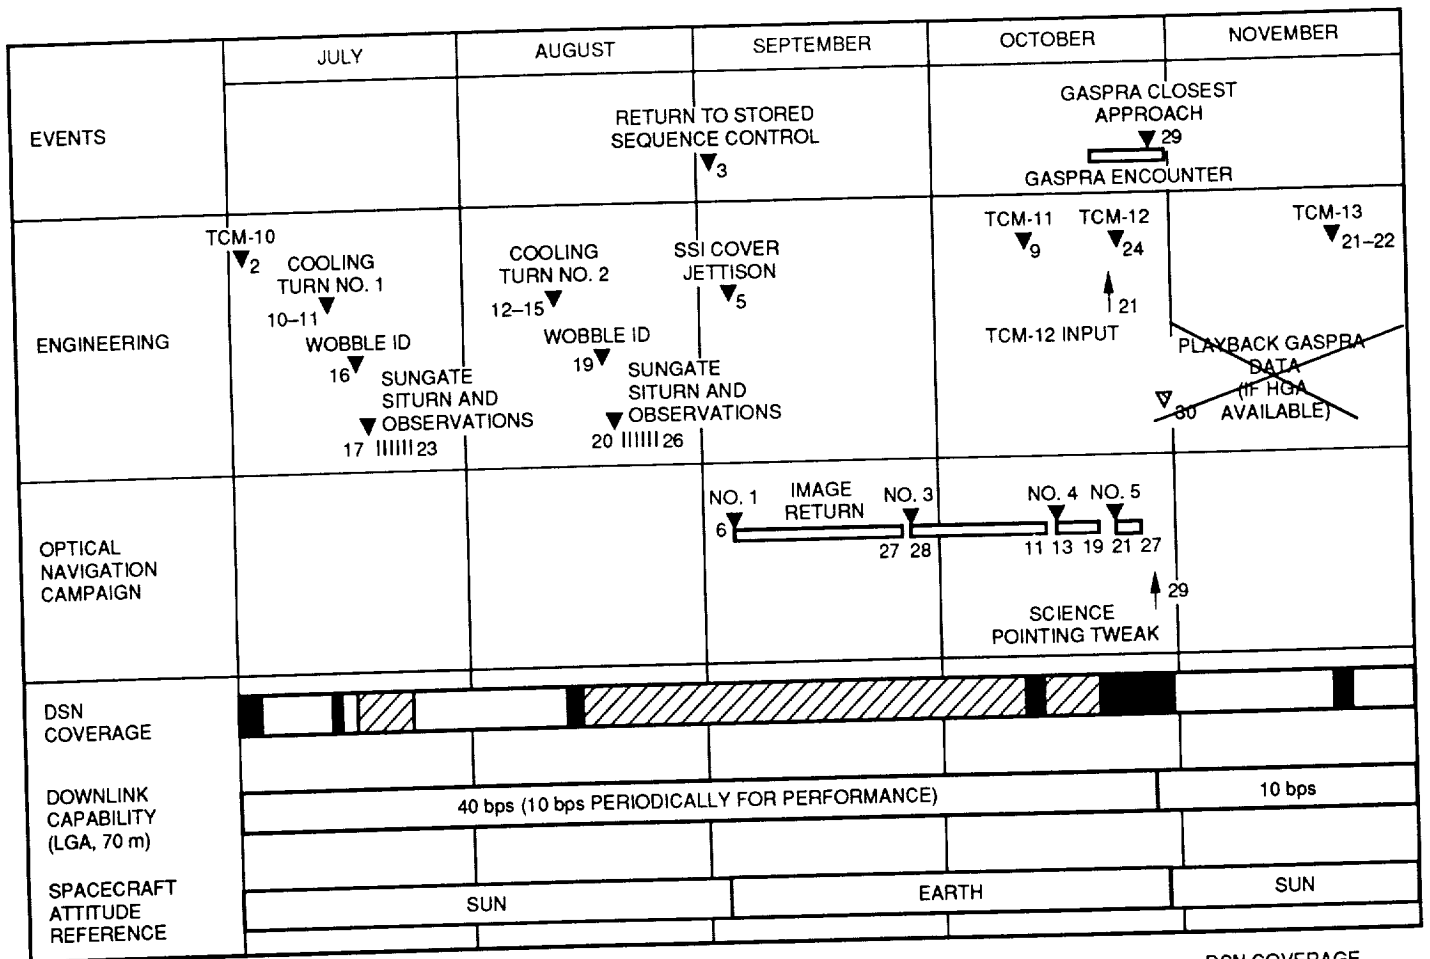 JULY
AUGUST
SEPTEMBER
OCTOBER
NOVEMBER
EVENTS
RETURN TO STORED
SEQUENCE CONTROL
3
GASPRA CLOSEST
APPROACH
29
GASPRA ENCOUNTER
ENGINEERING
TCM-10
2
COOLING
TURN NO. 1
10–11
WOBBLE ID
16
SUNGATE
SITURN AND
OBSERVATIONS
17
23
COOLING
TURN NO. 2
12–15
WOBBLE ID
19
SUNGATE
SITURN AND
OBSERVATIONS
20
26
SSI COVER
JETTISON
5
TCM-11
9
TCM-12
24
21
TCM-12 INPUT
TCM-13
21–22
PLAYBACK GASPRA
DATA
(IF HGA
30 AVAILABLE)
OPTICAL
NAVIGATION
CAMPAIGN
NO. 1
IMAGE
RETURN
NO. 3
NO. 4
NO. 5
6
27 28
11 13 19 21 27
29
SCIENCE
POINTING TWEAK
DSN
COVERAGE
DOWNLINK
CAPABILITY
(LGA, 70 m)
40 bps (10 bps PERIODICALLY FOR PERFORMANCE)
10 bps
SPACECRAFT
ATTITUDE
REFERENCE
SUN
EARTH
SUN
DSN COVERAGE